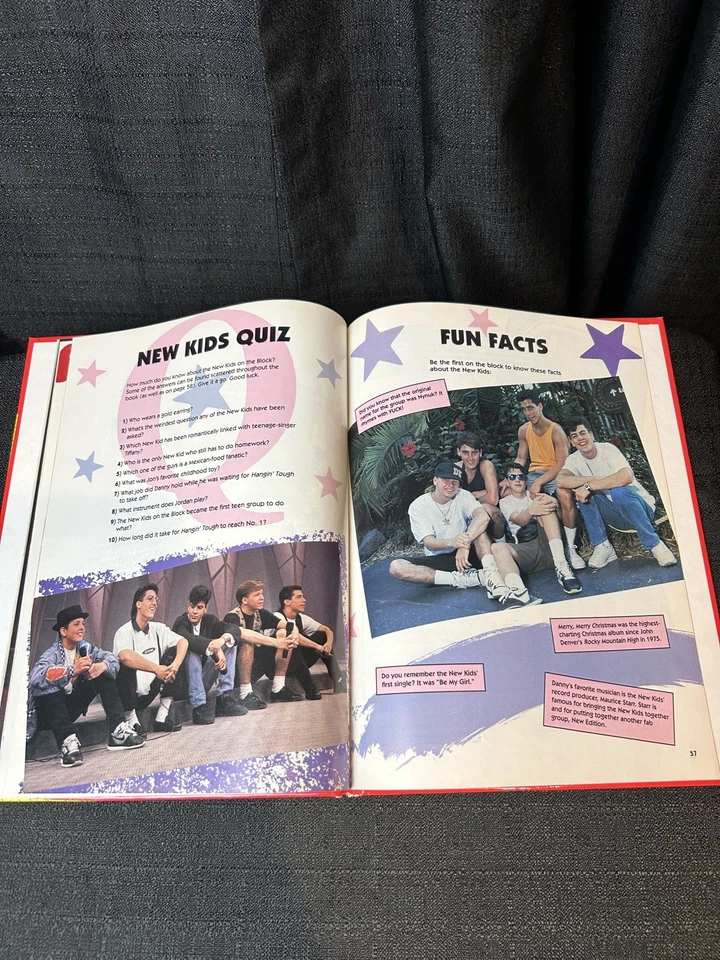 NEW KIDS QUIZ
How much do you know about the New Kids on the Block?
Some of the answers can be found scattered throughout the
book (as well as on page 58). Give it a go. Good luck.
1) Who wears a gold earring?
2) What's the weirdest question any of the New Kids have been
asked?
3) Which New Kid has been romantically linked with teenage-singer
Tiffany?
4) Who is the only New Kid who still has to do homework?
5) Which one of the guys is a Mexican-food fanatic?
6) What was Jon's favorite childhood toy?
7) What job did Danny hold while he was waiting for Hangin' Tough
to take off?
8) What instrument does Jordan play?
9) The New Kids on the Block became the first teen group to do
what?
10) How long did it take for Hangin' Tough to reach No. 1?
FUN FACTS
Be the first on the block to know these facts
about the New Kids:
Did you know that the original
name for the group was Nynuk? It
rhymes with YUCK!
Merry, Merry Christmas was the highest-
charting Christmas album since John
Denver's Rocky Mountain High in 1975.
Do you remember the New Kids'
first single? It was "Be My Girl."
Danny's favorite musician is the New Kids'
record producer, Maurice Starr. Starr is
famous for bringing the New Kids together
and for putting together another fab
group, New Edition.
57